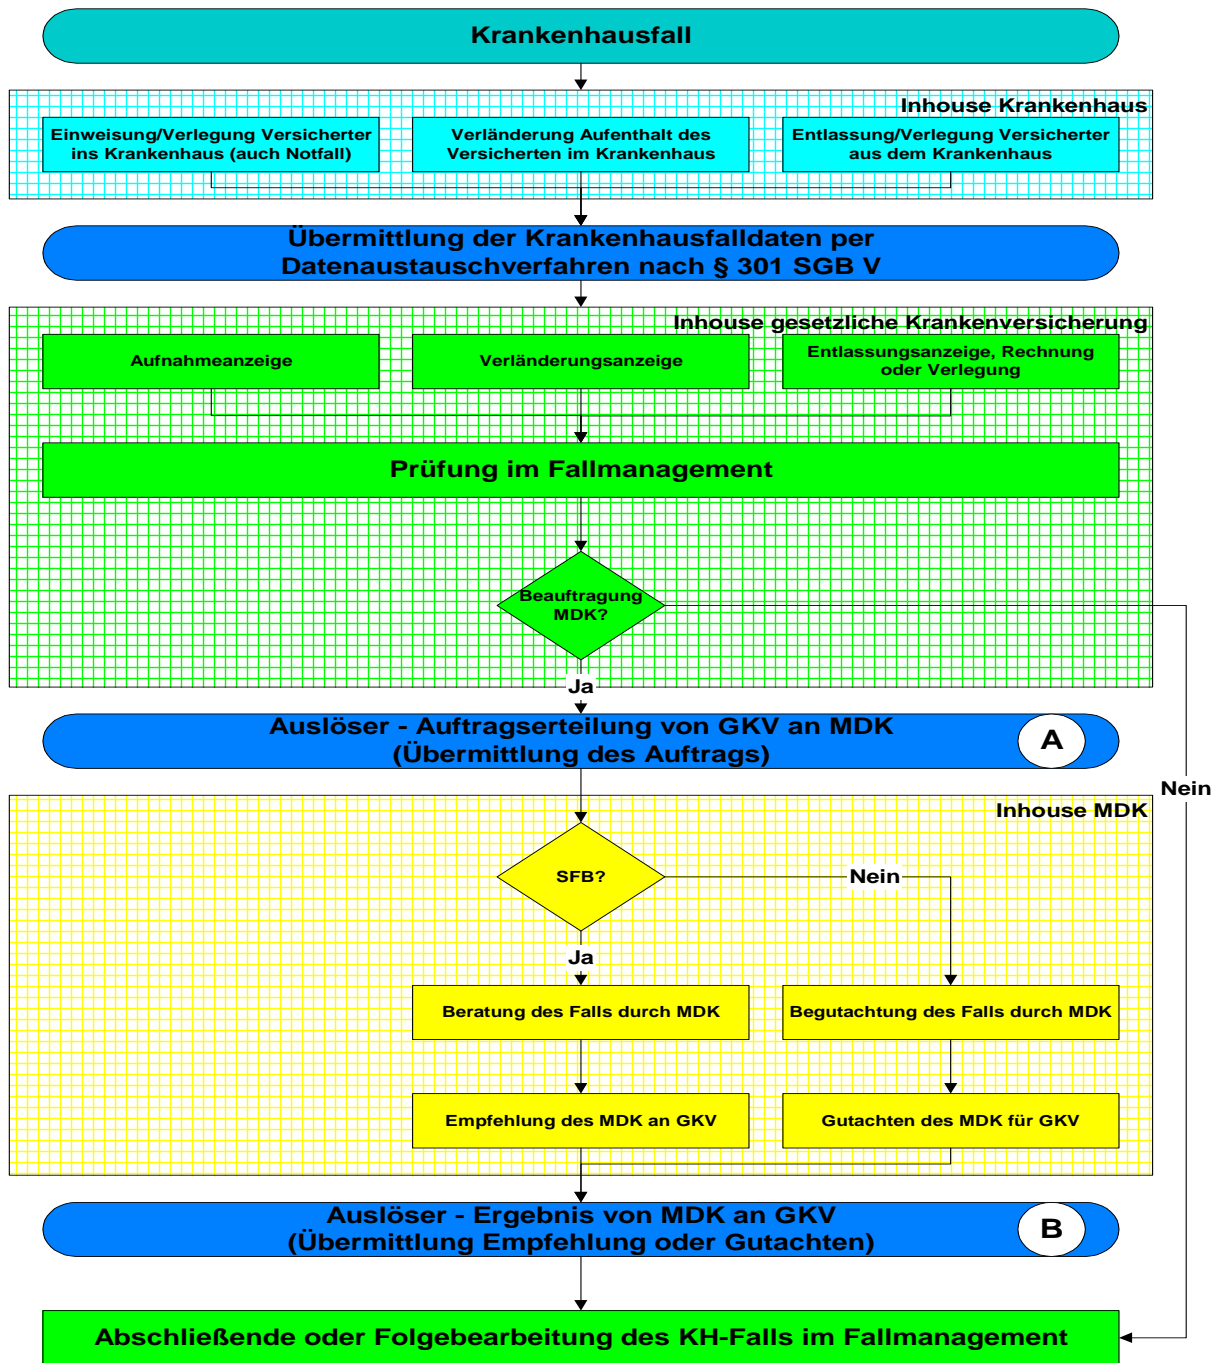 Krankenhausfall
Inhouse Krankenhaus
Einweisung/Verlegung Versicherter
ins Krankenhaus (auch Notfall)
Verländerung Aufenthalt des
Versicherten im Krankenhaus
Entlassung/Verlegung Versicherter
aus dem Krankenhaus
Übermittlung der Krankenhausfalldaten per
Datenaustauschverfahren nach § 301 SGB V
Inhouse gesetzliche Krankenversicherung
Aufnahmeanzeige
Verländerungsanzeige
Entlassungsanzeige, Rechnung
oder Verlegung
Prüfung im Fallmanagement
Beauftragung
MDK?
Ja
Auslöser - Auftragserteilung von GKV an MDK
(Übermittlung des Auftrags)
A
Nein
Inhouse MDK
SFB?
Nein
Ja
Beratung des Falls durch MDK
Begutachtung des Falls durch MDK
Empfehlung des MDK an GKV
Gutachten des MDK für GKV
Auslöser - Ergebnis von MDK an GKV
(Übermittlung Empfehlung oder Gutachten)
B
Abschließende oder Folgebearbeitung des KH-Falls im Fallmanagement